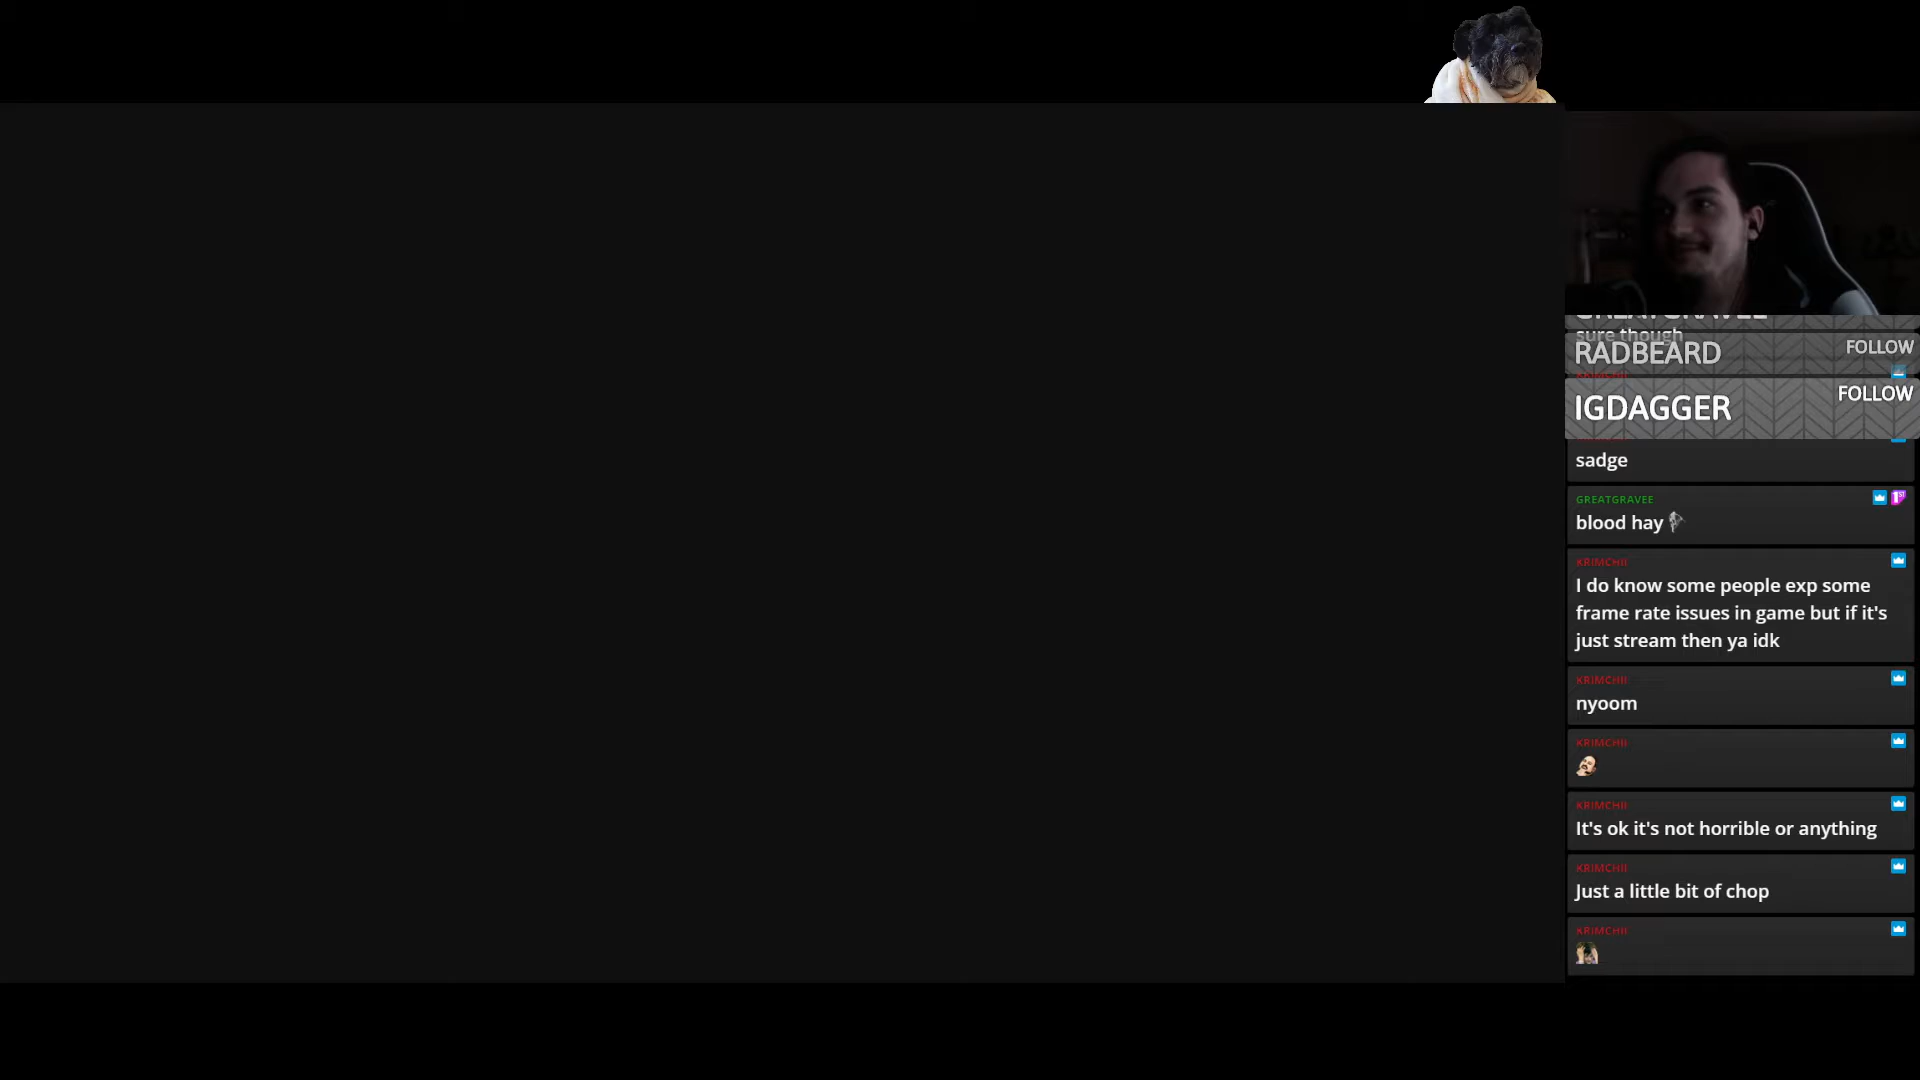 sure though
RADBEARD FOLLOW
KRIMCHII
IGDAGGER FOLLOW
sadge
GREATGRAVEE
blood hay
KRIMCHII
I do know some people exp some
frame rate issues in game but if it's
just stream then ya idk
KRIMCHII
nyoom
KRIMCHII
KRIMCHII
It's ok it's not horrible or anything
KRIMCHII
Just a little bit of chop
KRIMCHII